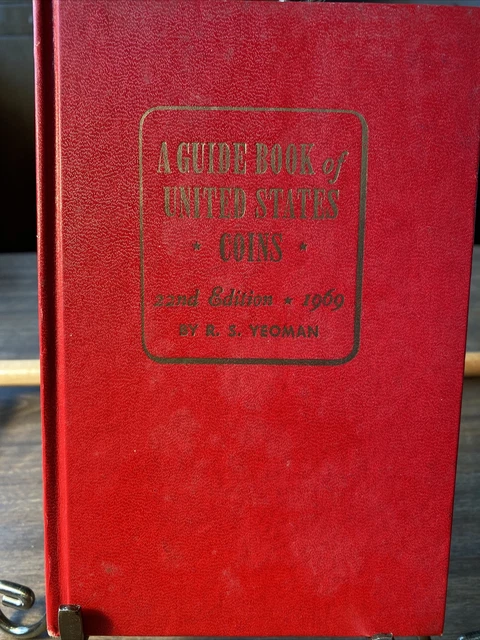 A GUIDE BOOK of
UNITED STATES
★ COINS ★
22nd Edition ★ 1969
BY R. S. YEOMAN